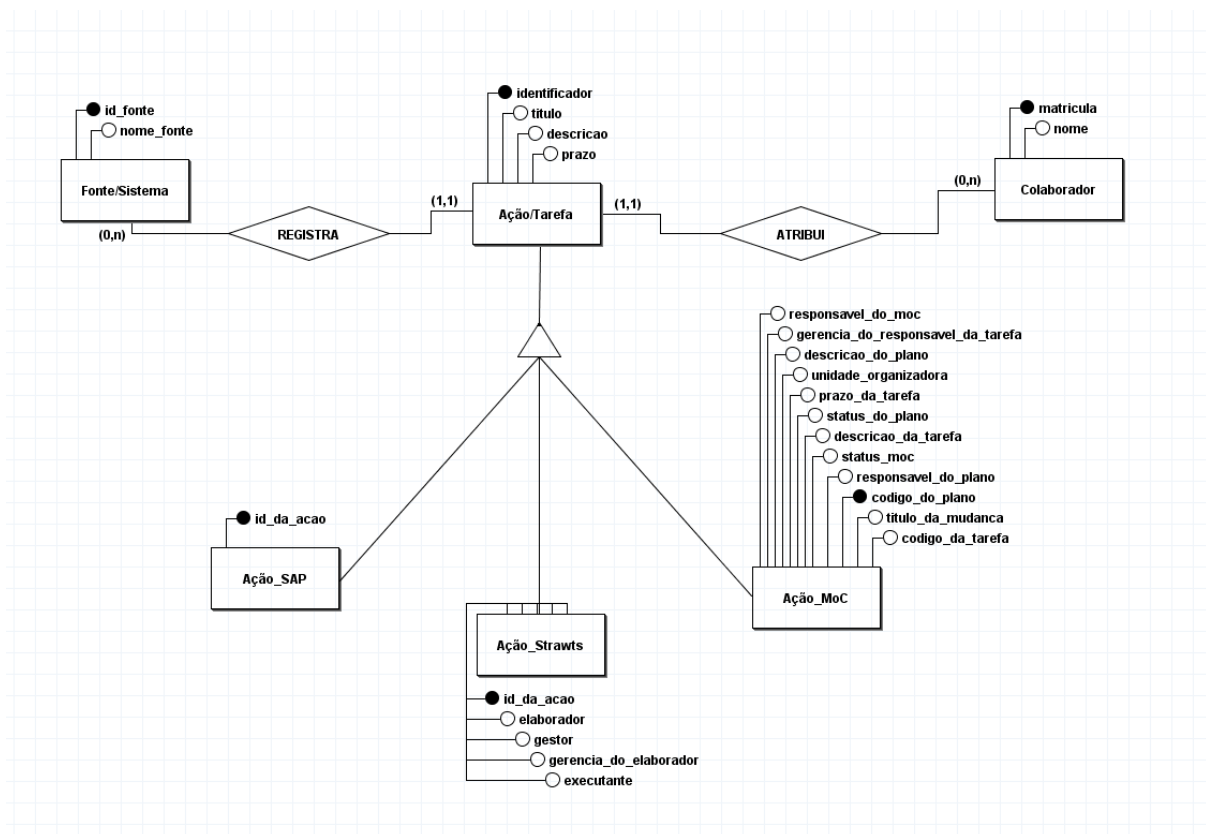 id_fonte
nome_fonte
Fonte/Sistema
(0,n)
REGISTRA
(1,1)
identificador
titulo
descricao
prazo
Ação/Tarefa
(1,1)
ATRIBUI
(0,n)
matricula
nome
Colaborador
id_da_acao
Ação_SAP
Ação_Strawts
id_da_acao
elaborador
gestor
gerencia_do_elaborador
executante
responsavel_do_moc
gerencia_do_responsavel_da_tarefa
descricao_do_plano
unidade_organizadora
prazo_da_tarefa
status_do_plano
descricao_da_tarefa
status_moc
responsavel_do_plano
codigo_do_plano
titulo_da_mudanca
codigo_da_tarefa
Ação_MoC